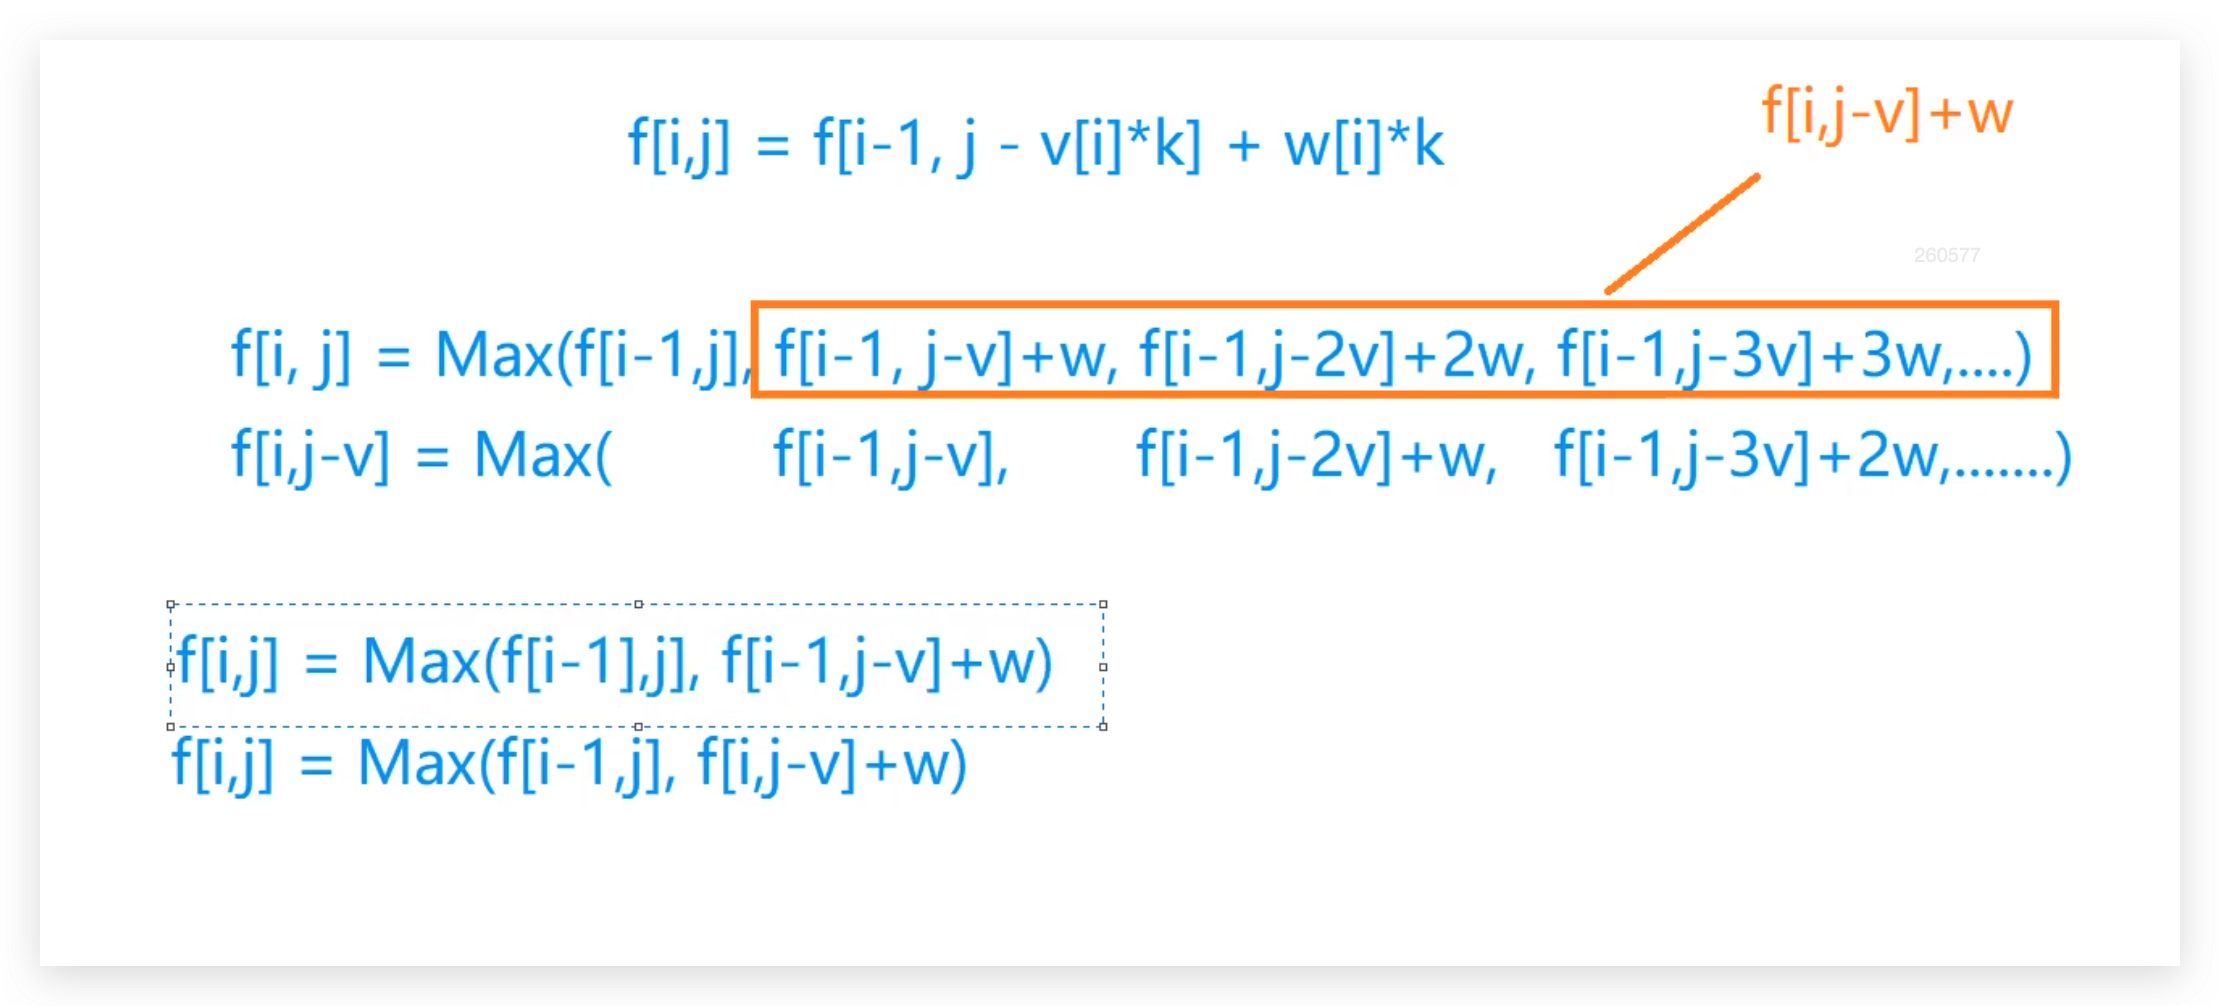 f[i,j] = f[i-1, j - v[i]*k] + w[i]*k
f[i,j-v]+w
260577
f[i, j] = Max(f[i-1,j], f[i-1, j-v]+w, f[i-1,j-2v]+2w, f[i-1,j-3v]+3w,....)
f[i,j-v] = Max( f[i-1,j-v], f[i-1,j-2v]+w, f[i-1,j-3v]+2w,.......)
f[i,j] = Max(f[i-1],j], f[i-1,j-v]+w)
f[i,j] = Max(f[i-1,j], f[i,j-v]+w)